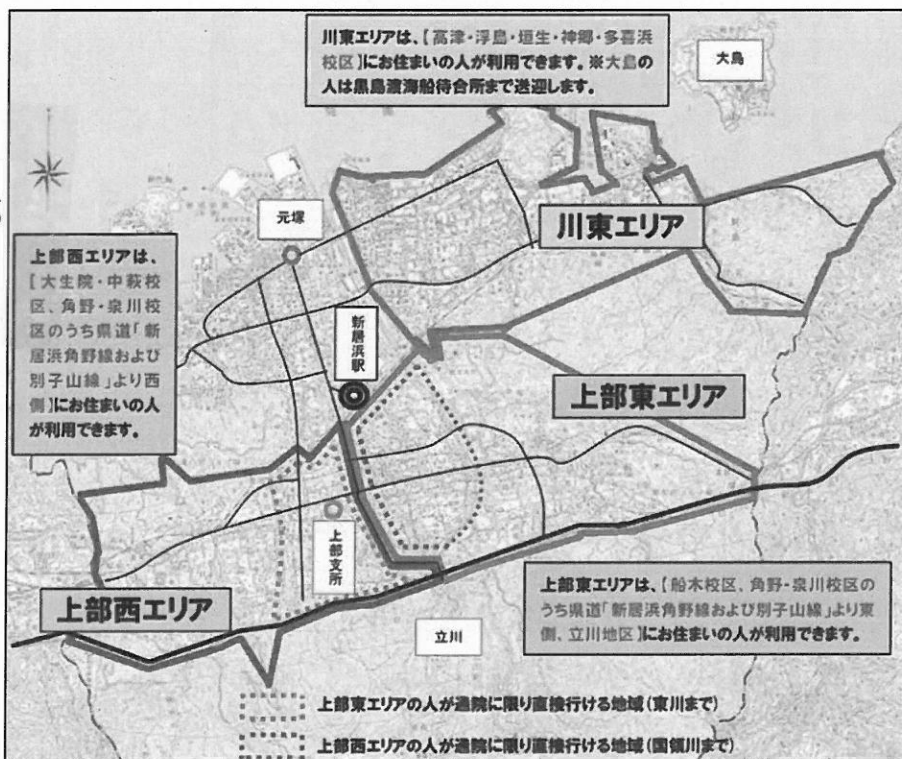 川東エリアは、【高津・浮島・垣生・神郷・多喜浜
校区】にお住まいの人が利用できます。※大島の
人は黒島渡海船待合所まで送迎します。
大島
元塚
川東エリア
上部西エリアは、
【大生院・中萩校
区、角野・泉川校
区のうち県道「新
居浜角野線および
別子山線」より西
側】にお住まいの人
が利用できます。
新居浜駅
上部東エリア
上部支所
上部西エリア
立川
上部東エリアは、【船木校区、角野・泉川校区の
うち県道「新居浜角野線および別子山線」より東
側、立川地区】にお住まいの人が利用できます。
上部東エリアの人が通院に限り直接行ける地域(東川まで)
上部西エリアの人が通院に限り直接行ける地域(国領川まで)